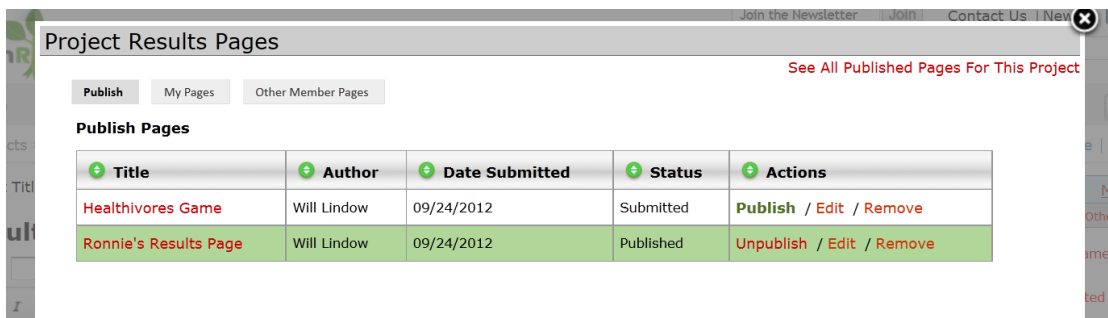 Join the Newsletter Join Contact Us | New
Project Results Pages
See All Published Pages For This Project
Publish My Pages Other Member Pages
Publish Pages
Title Author Date Submitted Status Actions
Healthivores Game Will Lindow 09/24/2012 Submitted Publish / Edit / Remove
Ronnie's Results Page Will Lindow 09/24/2012 Published Unpublish / Edit / Remove